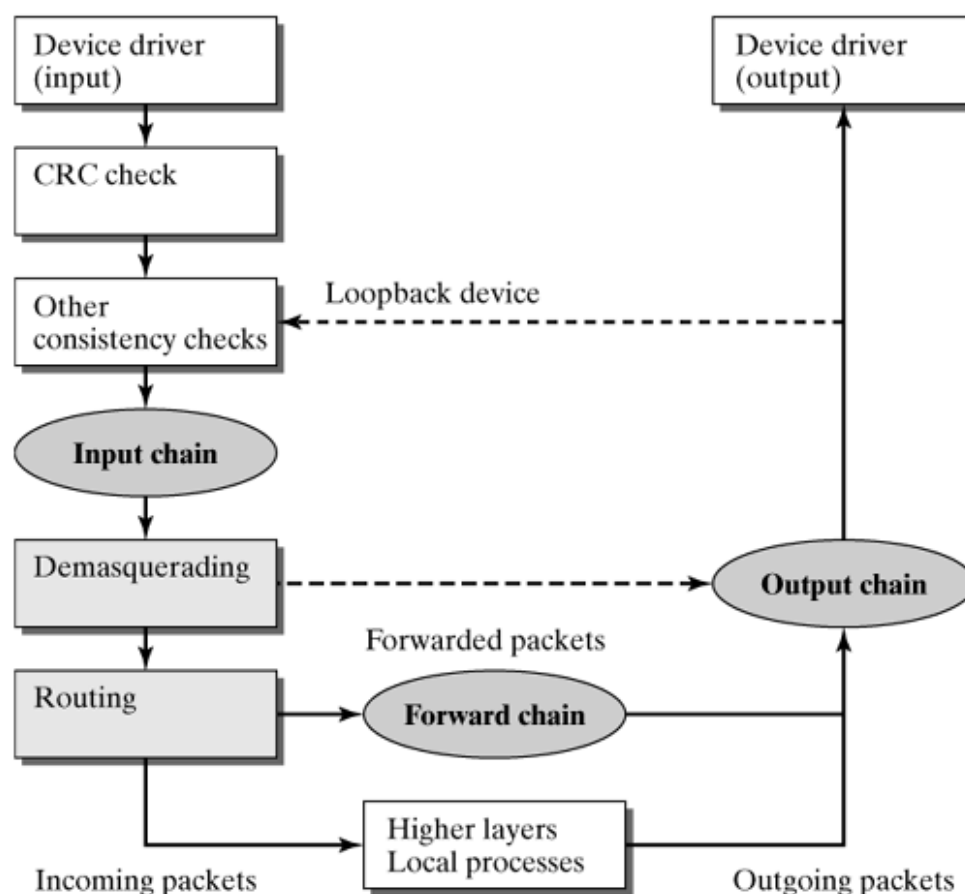 Device driver
(input)
Device driver
(output)
CRC check
Loopback device
Other
consistency checks
Input chain
Demasquerading
Output chain
Forwarded packets
Routing
Forward chain
Higher layers
Local processes
Incoming packets
Outgoing packets